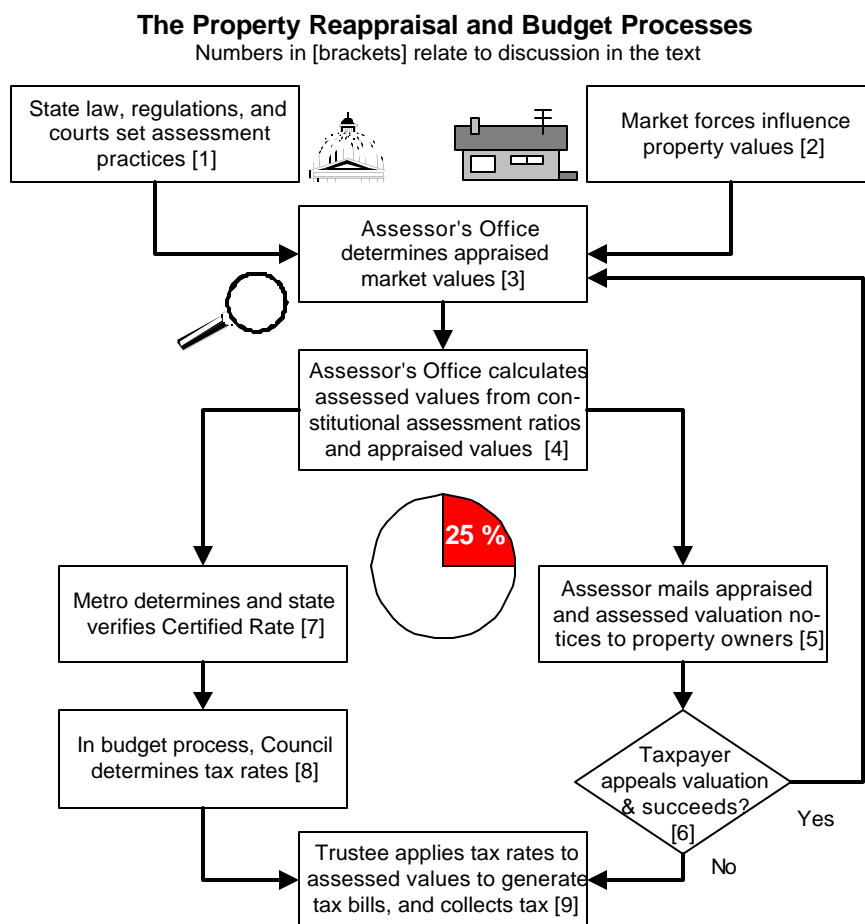 The Property Reappraisal and Budget Processes
Numbers in [brackets] relate to discussion in the text
State law, regulations, and
courts set assessment
practices [1]
Market forces influence
property values [2]
Assessor's Office
determines appraised
market values [3]
Assessor's Office calculates
assessed values from con-
stitutional assessment ratios
and appraised values [4]
25 %
Metro determines and state
verifies Certified Rate [7]
Assessor mails appraised
and assessed valuation no-
tices to property owners [5]
In budget process, Council
determines tax rates [8]
Taxpayer
appeals valuation
& succeeds?
[6]
Yes
No
Trustee applies tax rates to
assessed values to generate
tax bills, and collects tax [9]